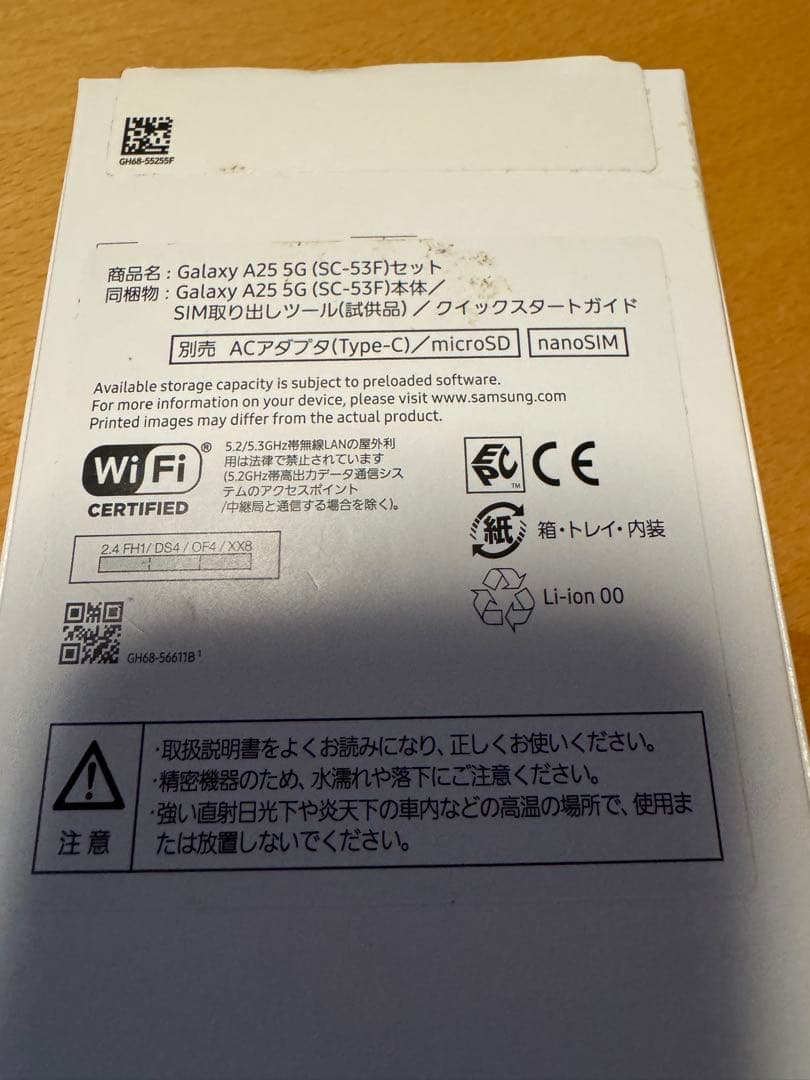 GH68-55255F
商品名：Galaxy A25 5G (SC-53F)セット
同梱物：Galaxy A25 5G (SC-53F)本体／
SIM取り出しツール(試供品) ／クイックスタートガイド
別売 ACアダプタ(Type-C)／microSD nanoSIM
Available storage capacity is subject to preloaded software.
For more information on your device, please visit www.samsung.com
Printed images may differ from the actual product.
Wi Fi ®
CERTIFIED
5.2/5.3GHz帯無線LANの屋外利
用は法律で禁止されています
(5.2GHz帯高出力データ通信シス
テムのアクセスポイント
/中継局と通信する場合を除く)。
EPC ™ CE
紙 箱・トレイ・内装
2.4 FH1/ DS4 / OF4 / XX8
Li-ion 00
GH68-56611B
注意
・取扱説明書をよくお読みになり、正しくお使いください。
・精密機器のため、水濡れや落下にご注意ください。
・強い直射日光下や炎天下の車内などの高温の場所で、使用ま
たは放置しないでください。